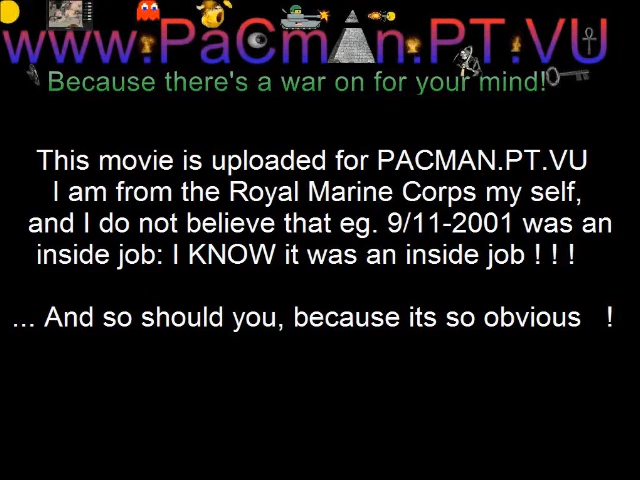 www.PaCman.PT.VU
Because there's a war on for your mind!
This movie is uploaded for PACMAN.PT.VU
I am from the Royal Marine Corps my self,
and I do not believe that eg. 9/11-2001 was an
inside job: I KNOW it was an inside job ! ! !
... And so should you, because its so obvious !